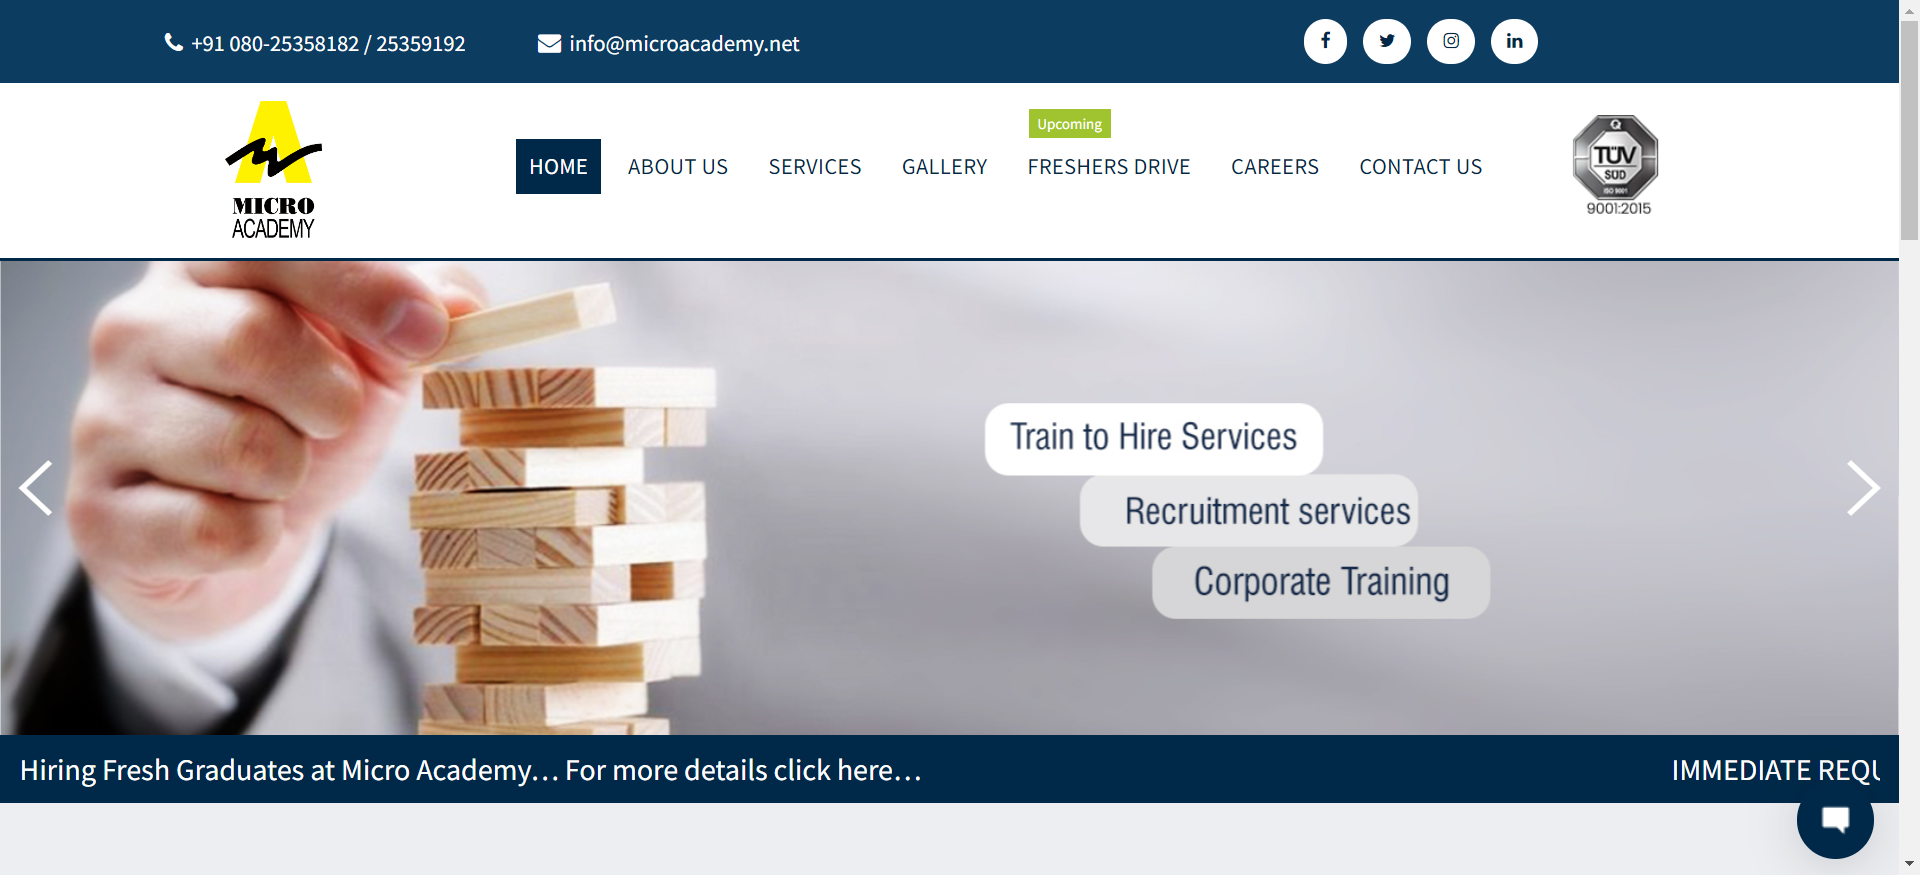 +91 080-25358182 / 25359192
info@microacademy.net
MICRO
ACADEMY
Upcoming
HOME
ABOUT US
SERVICES
GALLERY
FRESHERS DRIVE
CAREERS
CONTACT US
Q
TÜV
SÜD
ISO 9001
9001:2015
Train to Hire Services
Recruitment services
Corporate Training
Hiring Fresh Graduates at Micro Academy... For more details click here...
IMMEDIATE REQU